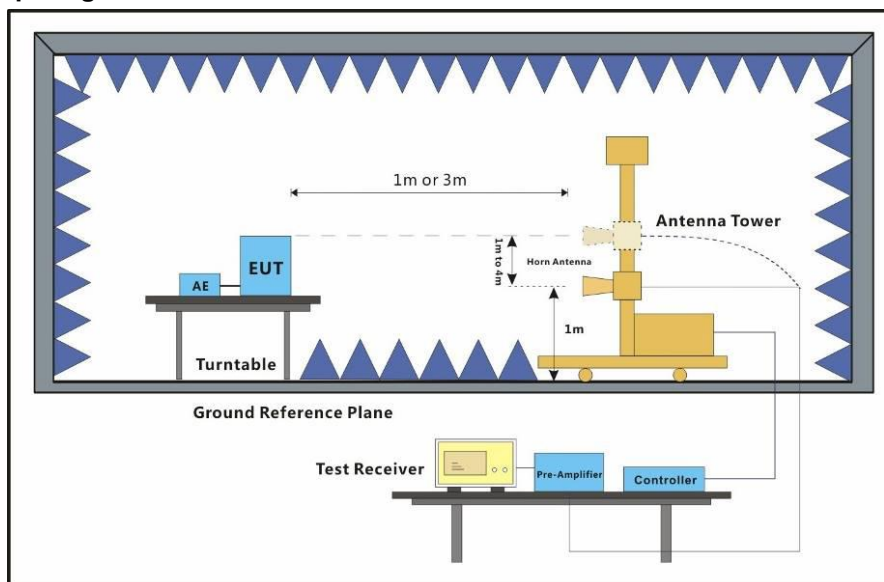 1m or 3m
Antenna Tower
1m to 4m
Horn Antenna
EUT
AE
1m
Turntable
Ground Reference Plane
Test Receiver
Pre-Amplifier
Controller